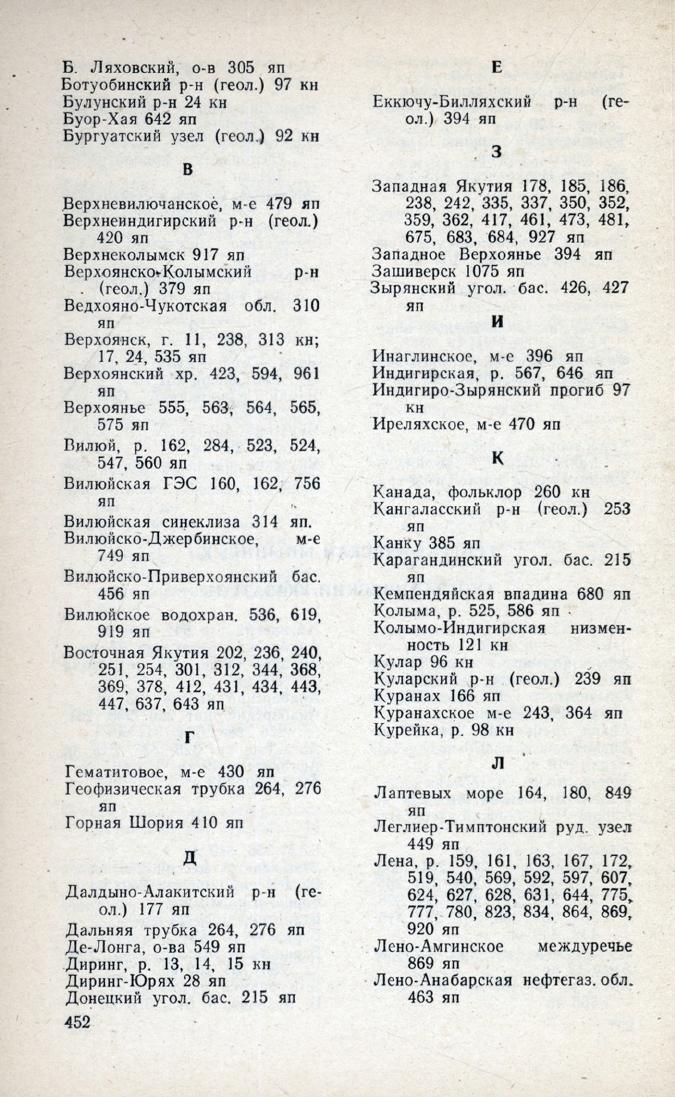 Б. Ляховский, о-в 305 яп
Ботуобинский р-н (геол.) 97 кн
Булунский р-н 24 кн
Буор-Хая 642 яп
Бургуатский узел (геол.) 92 кн
В
Верхневилючанское, м-е 479 яп
Верхнеиндигирский р-н (геол.)
420 яп
Верхнеколымск 917 яп
Верхоянско-Колымский р-н
(геол.) 379 яп
Ведхояно-Чукотская обл. 310
яп
Верхоянск, г. 11, 238, 313 кн;
17, 24, 535 яп
Верхоянский хр. 423, 594, 961
яп
Верхоянье 555, 563, 564, 565,
575 яп
Вилюй, р. 162, 284, 523, 524,
547, 560 яп
Вилюйская ГЭС 160, 162, 756
яп
Вилюйская синеклиза 314 яп.
Вилюйско-Джербинское, м-е
749 яп
Вилюйско-Приверхоянский бас.
456 яп
Вилюйское водохран. 536, 619,
919 яп
Восточная Якутия 202, 236, 240,
251, 254, 301, 312, 344, 368,
369, 378, 412, 431, 434, 443,
447, 637, 643 яп
Г
Гематитовое, м-е 430 яп
Геофизическая трубка 264, 276
яп
Горная Шория 410 яп
Д
Далдыно-Алакитский р-н (ге-
ол.) 177 яп
Дальняя трубка 264, 276 яп
Де-Лонга, о-ва 549 яп
Диринг, р. 13, 14, 15 кн
Диринг-Юрях 28 яп
Донецкий угол. бас. 215 яп
452
Е
Еккючу-Билляхский р-н (ге-
ол.) 394 яп
З
Западная Якутия 178, 185, 186,
238, 242, 335, 337, 350, 352,
359, 362, 417, 461, 473, 481,
675, 683, 684, 927 яп
Западное Верхоянье 394 яп
Зашиверск 1075 яп
Зырянский угол. бас. 426, 427
яп
И
Инаглинское, м-е 396 яп
Индигирская, р. 567, 646 яп
Индигиро-Зырянский прогиб 97
кн
Иреляхское, м-е 470 яп
К
Канада, фольклор 260 кн
Кангаласский р-н (геол.) 253
яп
Канку 385 яп
Карагандинский угол. бас. 215
яп
Кемпендяйская впадина 680 яп
Колыма, р. 525, 586 яп
Колымо-Индигирская низмен-
ность 121 кн
Кулар 96 кн
Куларский р-н (геол.) 239 яп
Куранах 166 яп
Куранахское м-е 243, 364 яп
Курейка, р. 98 кн
Л
Лаптевых море 164, 180, 849
яп
Леглиер-Тимптонский руд. узел
449 яп
Лена, р. 159, 161, 163, 167, 172,
519, 540, 569, 592, 597, 607,
624, 627, 628, 631, 644, 775,
777, 780, 823, 834, 864, 869,
920 яп
Лено-Амгинское междуречье
869 яп
Лено-Анабарская нефтегаз. обл.
463 яп